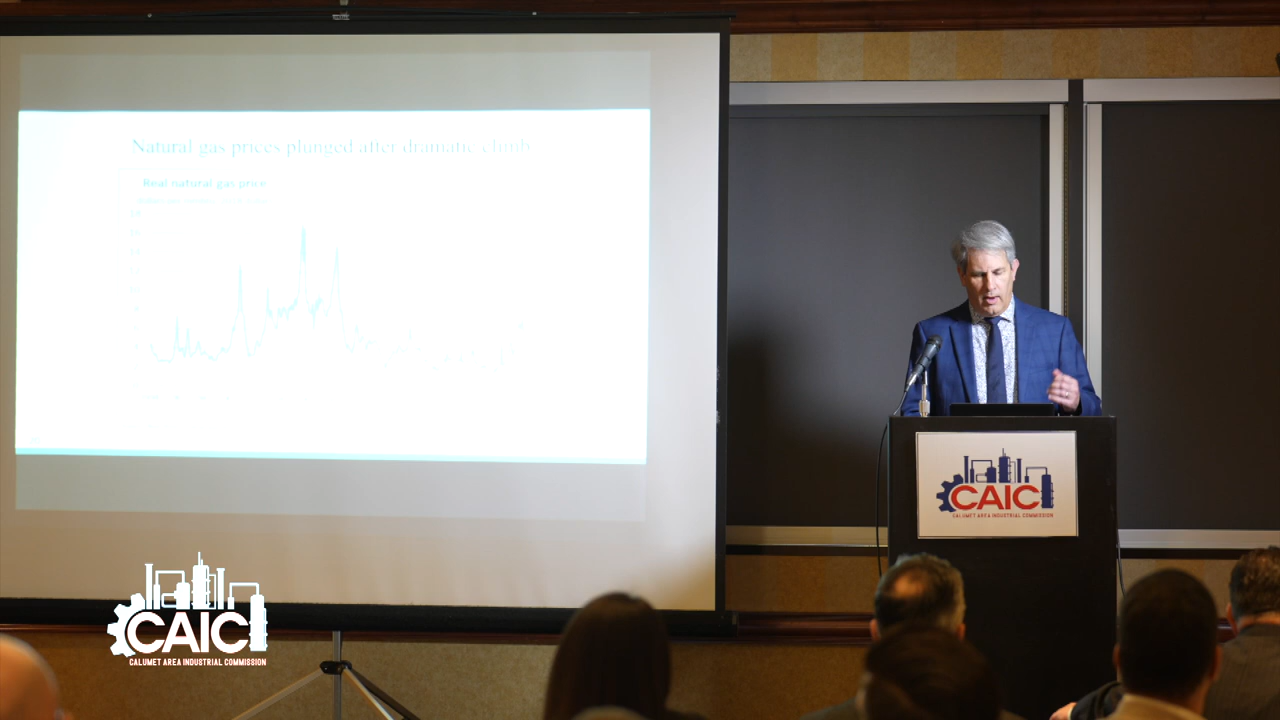 Natural gas prices plunged after dramatic climb
Real natural gas price
CAIC
CALUMET AREA INDUSTRIAL COMMISSION
CAIC
CALUMET AREA INDUSTRIAL COMMISSION